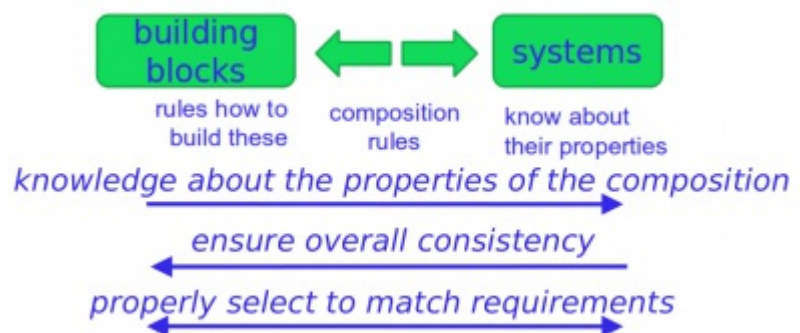 building
blocks
systems
rules how to
build these
composition
rules
know about
their properties
knowledge about the properties of the composition
ensure overall consistency
properly select to match requirements